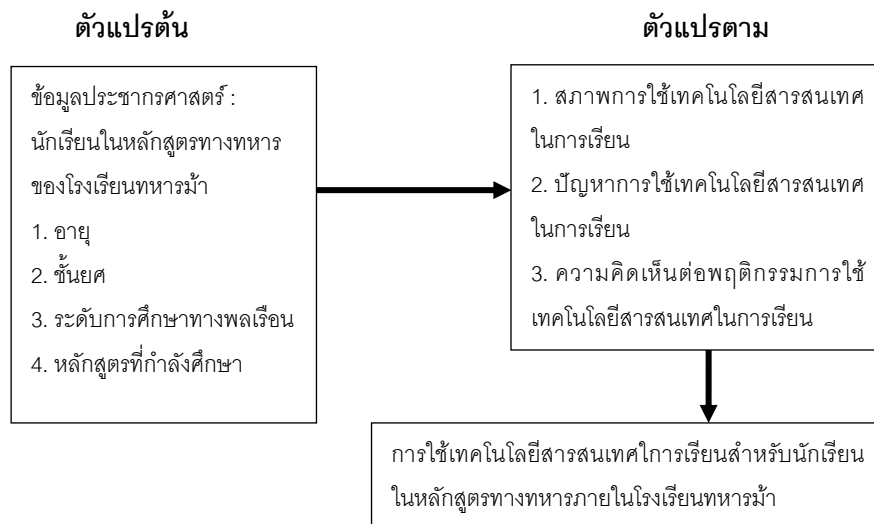 ตัวแปรต้น
ข้อมูลประชากรศาสตร์ :
นักเรียนในหลักสูตรทางทหาร
ของโรงเรียนทหารม้า
1. อายุ
2. ชั้นยศ
3. ระดับการศึกษาทางพลเรือน
4. หลักสูตรที่กำลังศึกษา
ตัวแปรตาม
1. สภาพการใช้เทคโนโลยีสารสนเทศ
ในการเรียน
2. ปัญหาการใช้เทคโนโลยีสารสนเทศ
ในการเรียน
3. ความคิดเห็นต่อพฤติกรรมการใช้
เทคโนโลยีสารสนเทศในการเรียน
การใช้เทคโนโลยีสารสนเทศใการเรียนสำหรับนักเรียน
ในหลักสูตรทางทหารภายในโรงเรียนทหารม้า